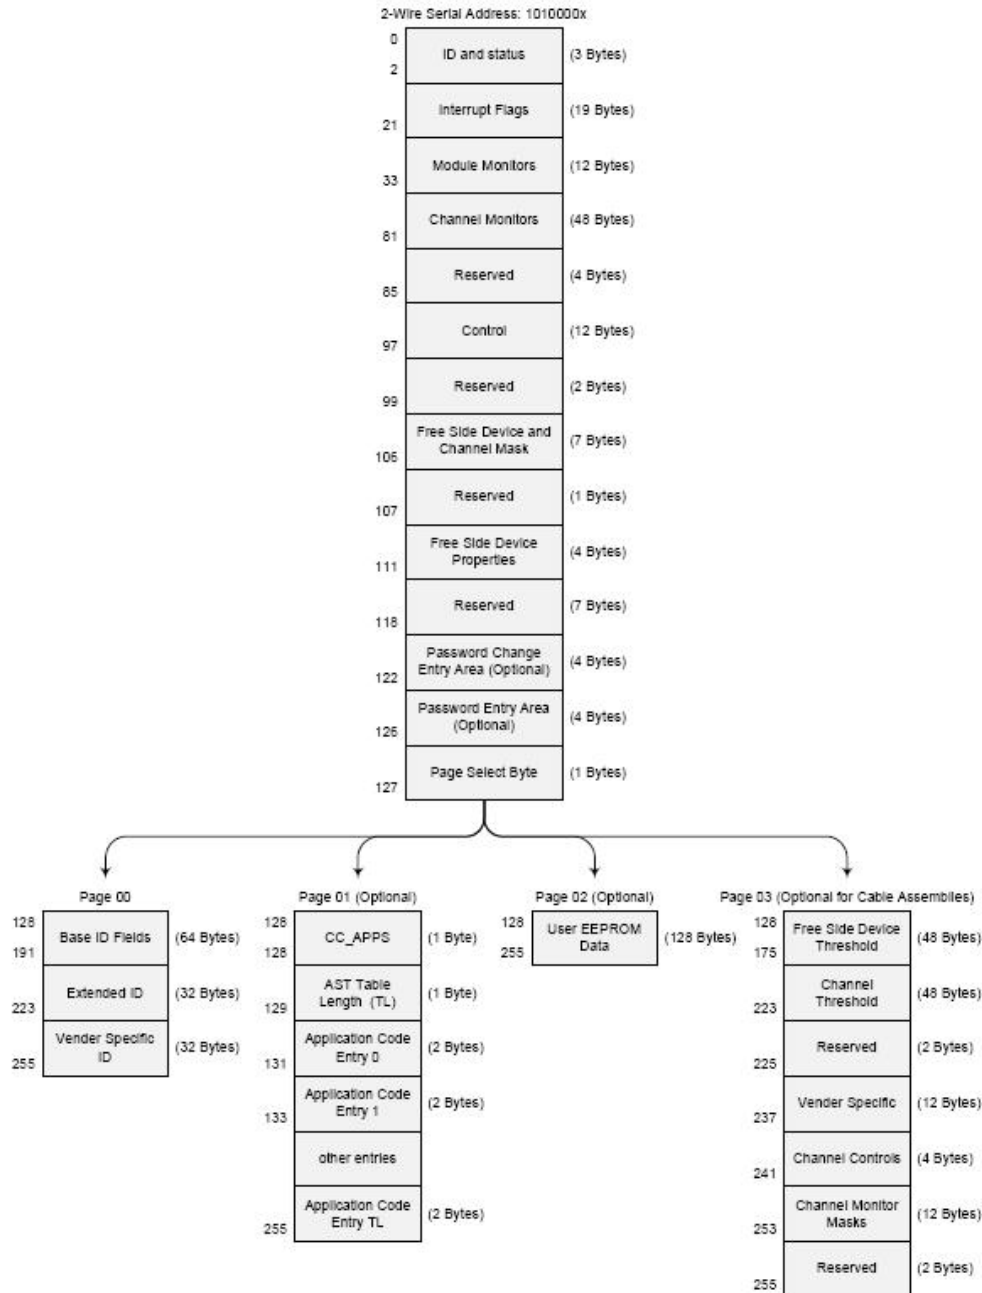 2-Wire Serial Address: 1010000x
0
ID and status
(3 Bytes)
2
Interrupt Flags
(19 Bytes)
21
Module Monitors
(12 Bytes)
33
Channel Monitors
(48 Bytes)
81
Reserved
(4 Bytes)
85
Control
(12 Bytes)
97
Reserved
(2 Bytes)
99
Free Side Device and
Channel Mask
(7 Bytes)
106
Reserved
(1 Bytes)
107
Free Side Device
Properties
(4 Bytes)
111
Reserved
(7 Bytes)
118
Password Change
Entry Area (Optional)
(4 Bytes)
122
Password Entry Area
(Optional)
(4 Bytes)
126
Page Select Byte
(1 Bytes)
127
Page 00
128
Base ID Fields
(64 Bytes)
191
Extended ID
(32 Bytes)
223
Vender Specific
ID
(32 Bytes)
255
Page 01 (Optional)
128
CC_APPS
(1 Byte)
128
AST Table
Length (TL)
(1 Byte)
129
Application Code
Entry 0
(2 Bytes)
131
Application Code
Entry 1
(2 Bytes)
133
other entries
Application Code
Entry TL
(2 Bytes)
255
Page 02 (Optional)
128
User EEPROM
Data
(128 Bytes)
255
Page 03 (Optional for Cable Assemblies)
128
Free Side Device
Threshold
(48 Bytes)
175
Channel
Threshold
(48 Bytes)
223
Reserved
(2 Bytes)
225
Vender Specific
(12 Bytes)
237
Channel Controls
(4 Bytes)
241
Channel Monitor
Masks
(12 Bytes)
253
Reserved
(2 Bytes)
255